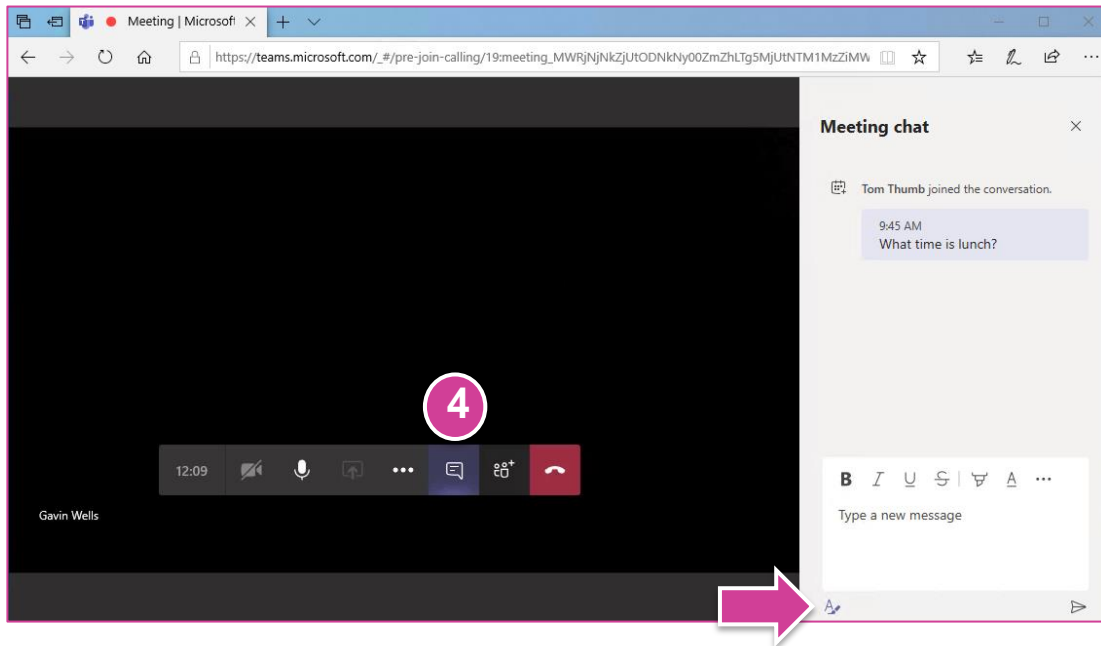 Meeting | Microsoft
https://teams.microsoft.com/_#/pre-join-calling/19:meeting_MWRjNjNkZjUtODNkNy00ZmZhLTg5MjUtNTM1MzZiMW
Meeting chat
Tom Thumb joined the conversation.
9:45 AM
What time is lunch?
4
12:09
Gavin Wells
B I U S A
Type a new message